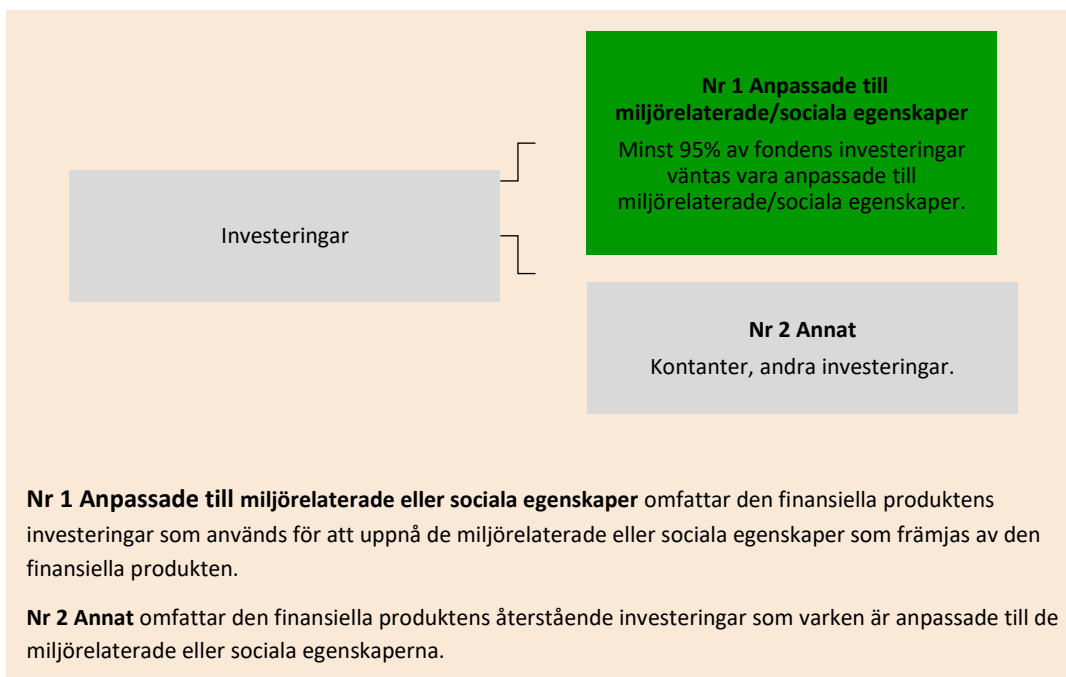 Nr 1 Anpassade till
miljörelaterade/sociala egenskaper
Minst 95% av fondens investeringar
väntas vara anpassade till
miljörelaterade/sociala egenskaper.
Investeringar
Nr 2 Annat
Kontanter, andra investeringar.
Nr 1 Anpassade till miljörelaterade eller sociala egenskaper omfattar den finansiella produktens
investeringar som används för att uppnå de miljörelaterade eller sociala egenskaper som främjas av den
finansiella produkten.
Nr 2 Annat omfattar den finansiella produktens återstående investeringar som varken är anpassade till de
miljörelaterade eller sociala egenskaperna.